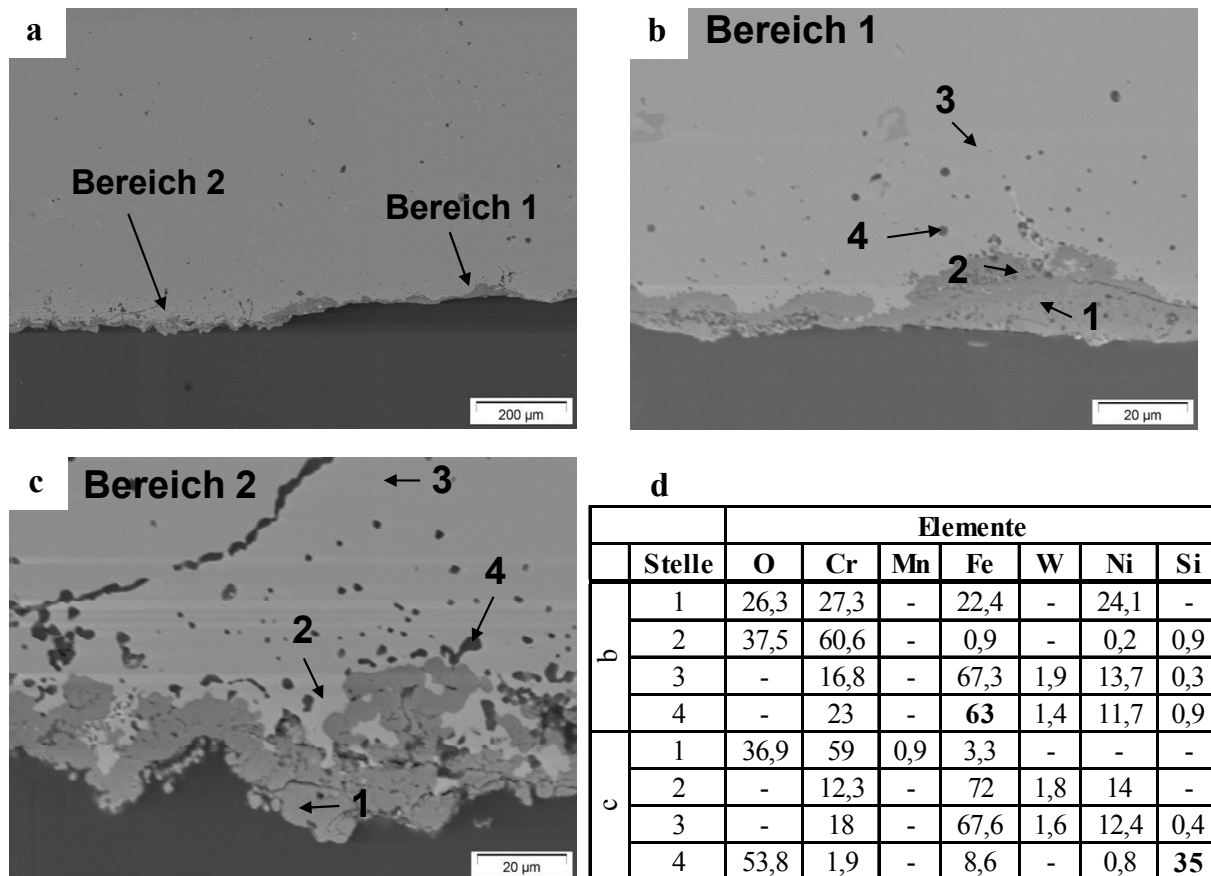 a
Bereich 2
Bereich 1
200 µm
b Bereich 1
3
4
2
1
20 µm
c Bereich 2
3
4
2
1
20 µm
d
Elemente
Stelle O Cr Mn Fe W Ni Si
b
1 26,3 27,3 - 22,4 - 24,1 -
2 37,5 60,6 - 0,9 - 0,2 0,9
3 - 16,8 - 67,3 1,9 13,7 0,3
4 - 23 - 63 1,4 11,7 0,9
c
1 36,9 59 0,9 3,3 - - -
2 - 12,3 - 72 1,8 14 -
3 - 18 - 67,6 1,6 12,4 0,4
4 53,8 1,9 - 8,6 - 0,8 35